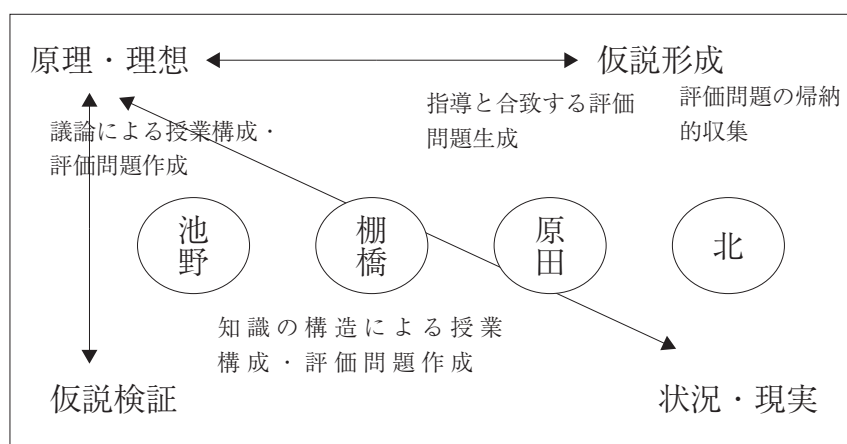 原理・理想
仮説形成
指導と合致する評価
問題生成
評価問題の帰納
的収集
議論による授業構成・
評価問題作成
池
野
棚
橋
原
田
北
知識の構造による授業
構成・評価問題作成
仮説検証
状況・現実